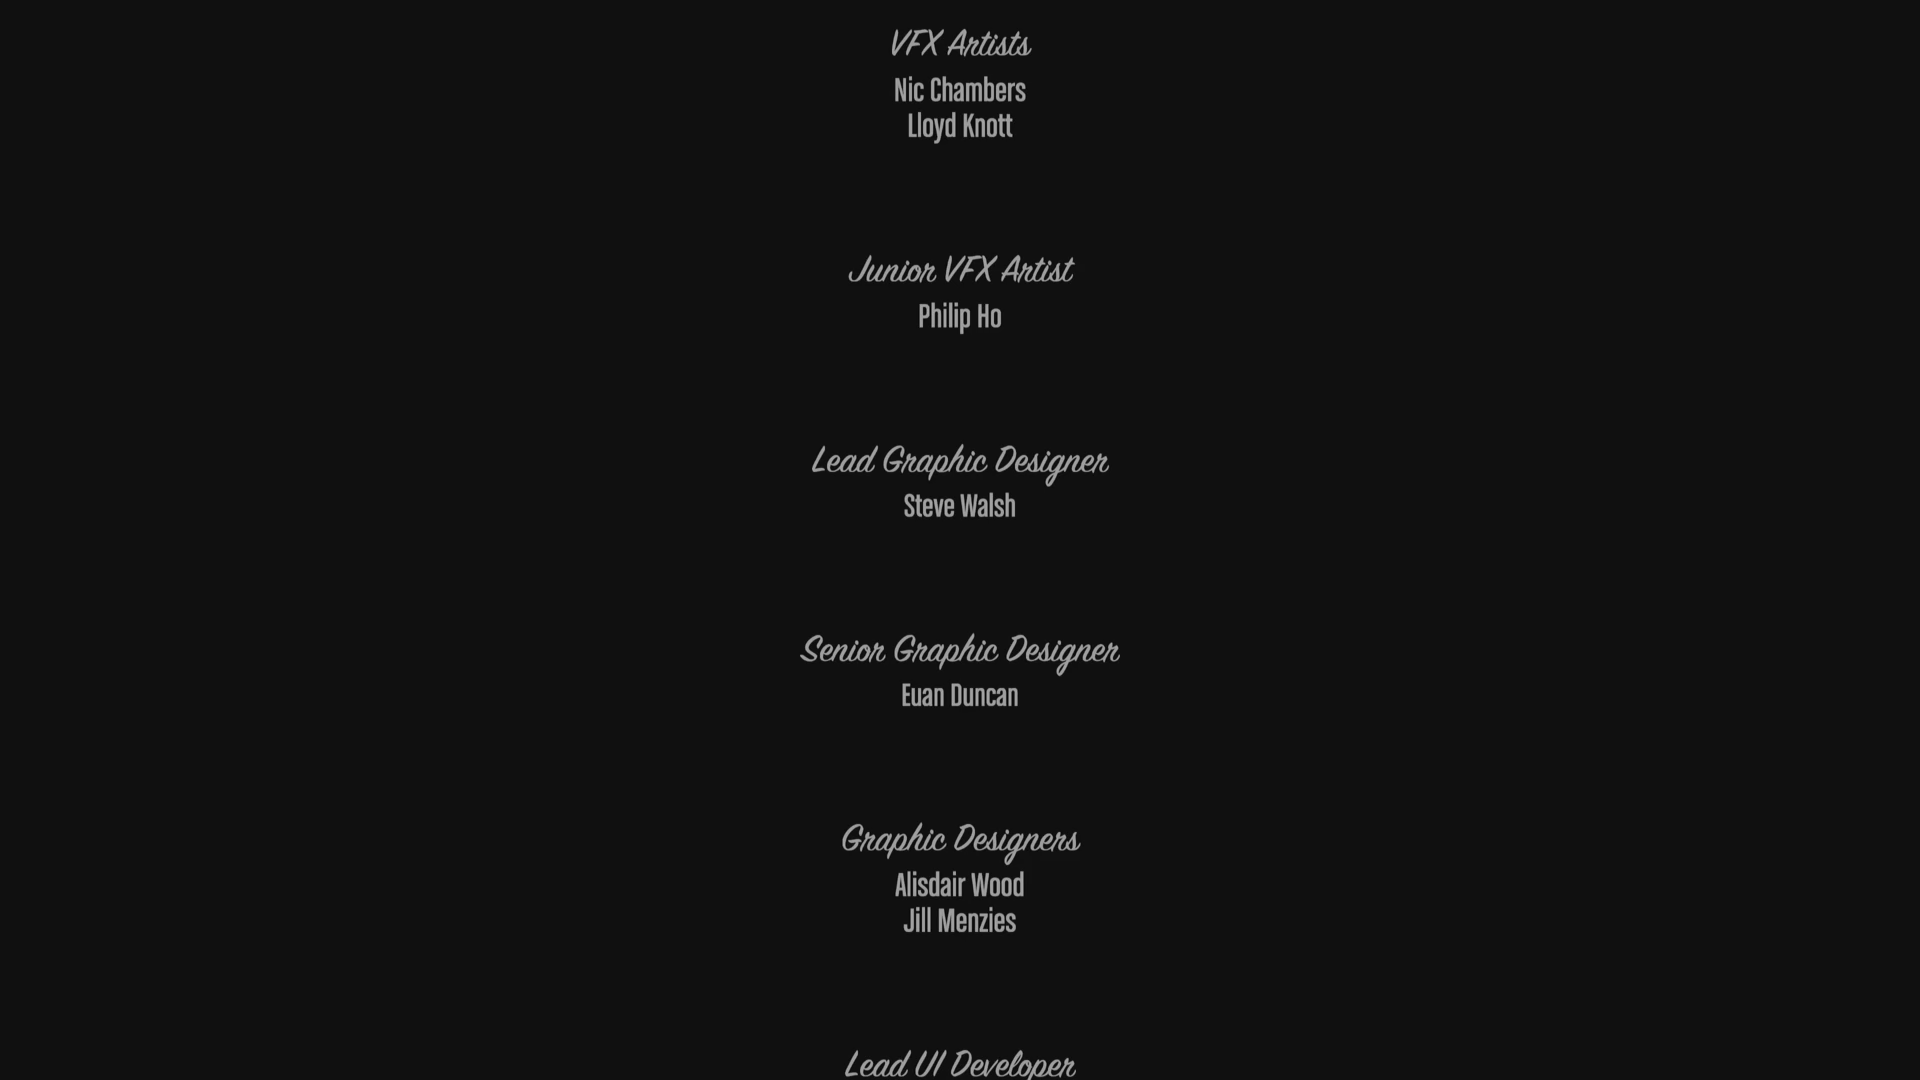 VFX Artists
Nic Chambers
Lloyd Knott
Junior VFX Artist
Philip Ho
Lead Graphic Designer
Steve Walsh
Senior Graphic Designer
Euan Duncan
Graphic Designers
Alisdair Wood
Jill Menzies
Lead UI Developer